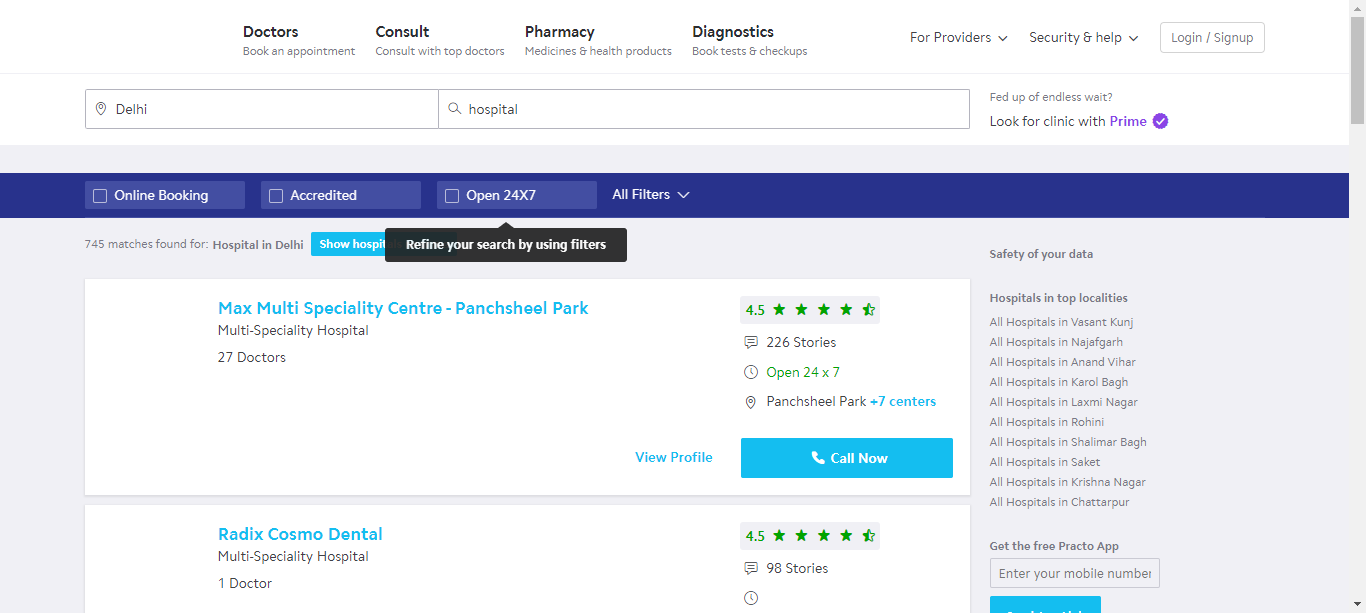 Doctors
Book an appointment
Consult
Consult with top doctors
Pharmacy
Medicines & health products
Diagnostics
Book tests & checkups
For Providers
Security & help
Login / Signup
Delhi
hospital
Fed up of endless wait?
Look for clinic with Prime
Online Booking
Accredited
Open 24X7
All Filters
745 matches found for: Hospital in Delhi
Show
Refine your search by using filters
Max Multi Speciality Centre - Panchsheel Park
Multi-Speciality Hospital
27 Doctors
4.5
226 Stories
Open 24 x 7
Panchsheel Park +7 centers
View Profile
Call Now
Radix Cosmo Dental
Multi-Speciality Hospital
1 Doctor
4.5
98 Stories
Safety of your data
Hospitals in top localities
All Hospitals in Vasant Kunj
All Hospitals in Najafgarh
All Hospitals in Anand Vihar
All Hospitals in Karol Bagh
All Hospitals in Laxmi Nagar
All Hospitals in Rohini
All Hospitals in Shalimar Bagh
All Hospitals in Saket
All Hospitals in Krishna Nagar
All Hospitals in Chattarpur
Get the free Practo App
Enter your mobile number